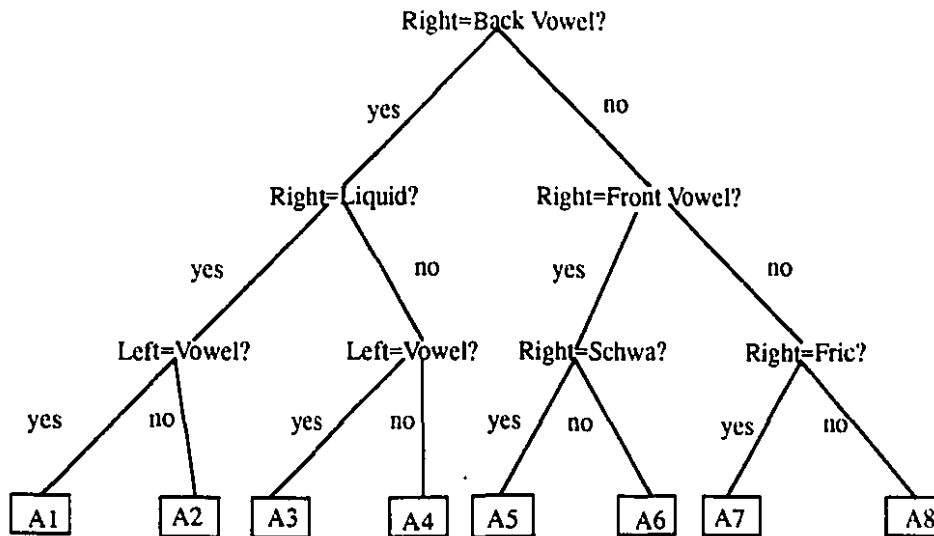 Right=Back Vowel?
yes no
Right=Liquid? Right=Front Vowel?
yes no yes no
Left=Vowel? Left=Vowel? Right=Schwa? Right=Fric?
yes no yes no yes no yes no
A1 A2 A3 A4 A5 A6 A7 A8